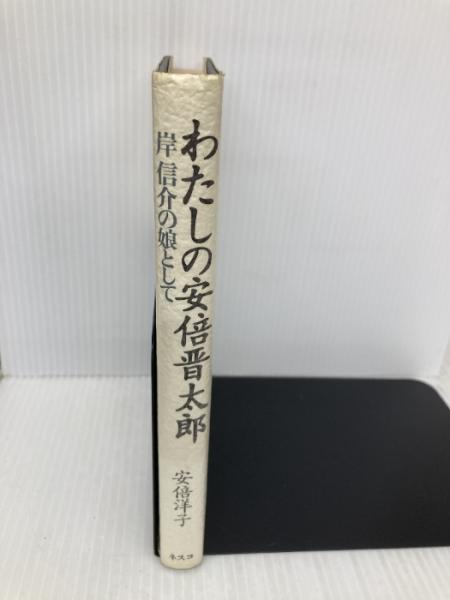 わたしの安倍晋太郎
岸信介の娘として
安倍洋子
ネスコ